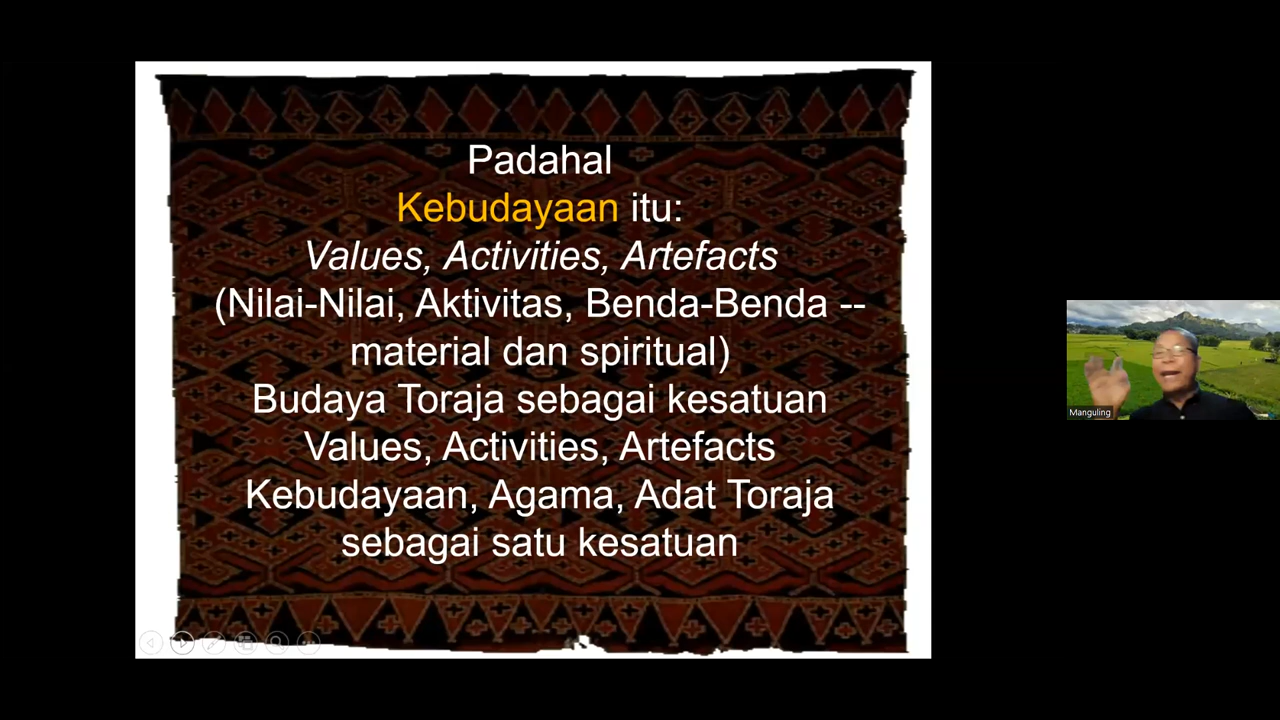 Padahal
Kebudayaan itu:
Values, Activities, Artefacts
(Nilai-Nilai, Aktivitas, Benda-Benda --
material dan spiritual)
Budaya Toraja sebagai kesatuan
Values, Activities, Artefacts
Kebudayaan, Agama, Adat Toraja
sebagai satu kesatuan
Manguling